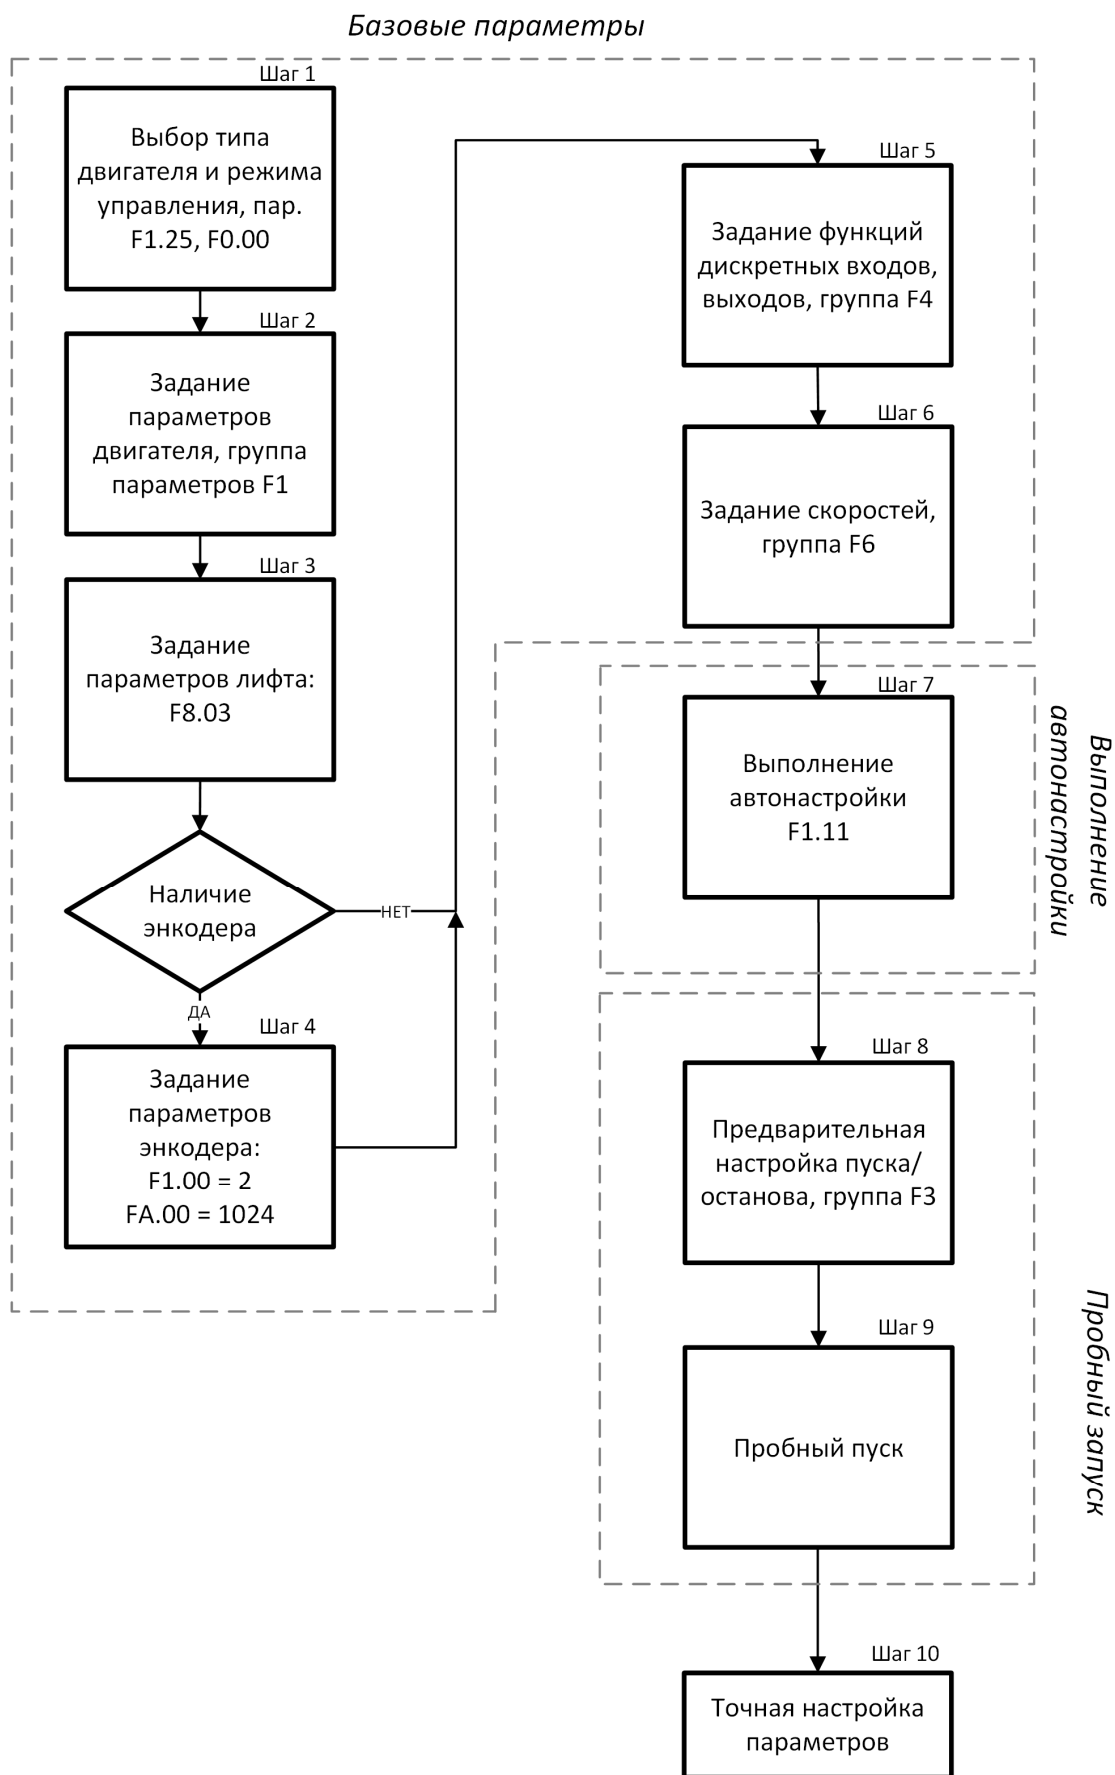 Базовые параметры
Шаг 1
Выбор типа
двигателя и режима
управления, пар.
F1.25, F0.00
Шаг 2
Задание
параметров
двигателя, группа
параметров F1
Шаг 3
Задание
параметров лифта:
F8.03
Наличие
энкодера
НЕТ
ДА
Шаг 4
Задание
параметров
энкодера:
F1.00 = 2
FA.00 = 1024
Шаг 5
Задание функций
дискретных входов,
выходов, группа F4
Шаг 6
Задание скоростей,
группа F6
Шаг 7
Выполнение
автонастройки
F1.11
Выполнение
автонастройки
Шаг 8
Предварительная
настройка пуска/
останова, группа F3
Шаг 9
Пробный пуск
Пробный запуск
Шаг 10
Точная настройка
параметров